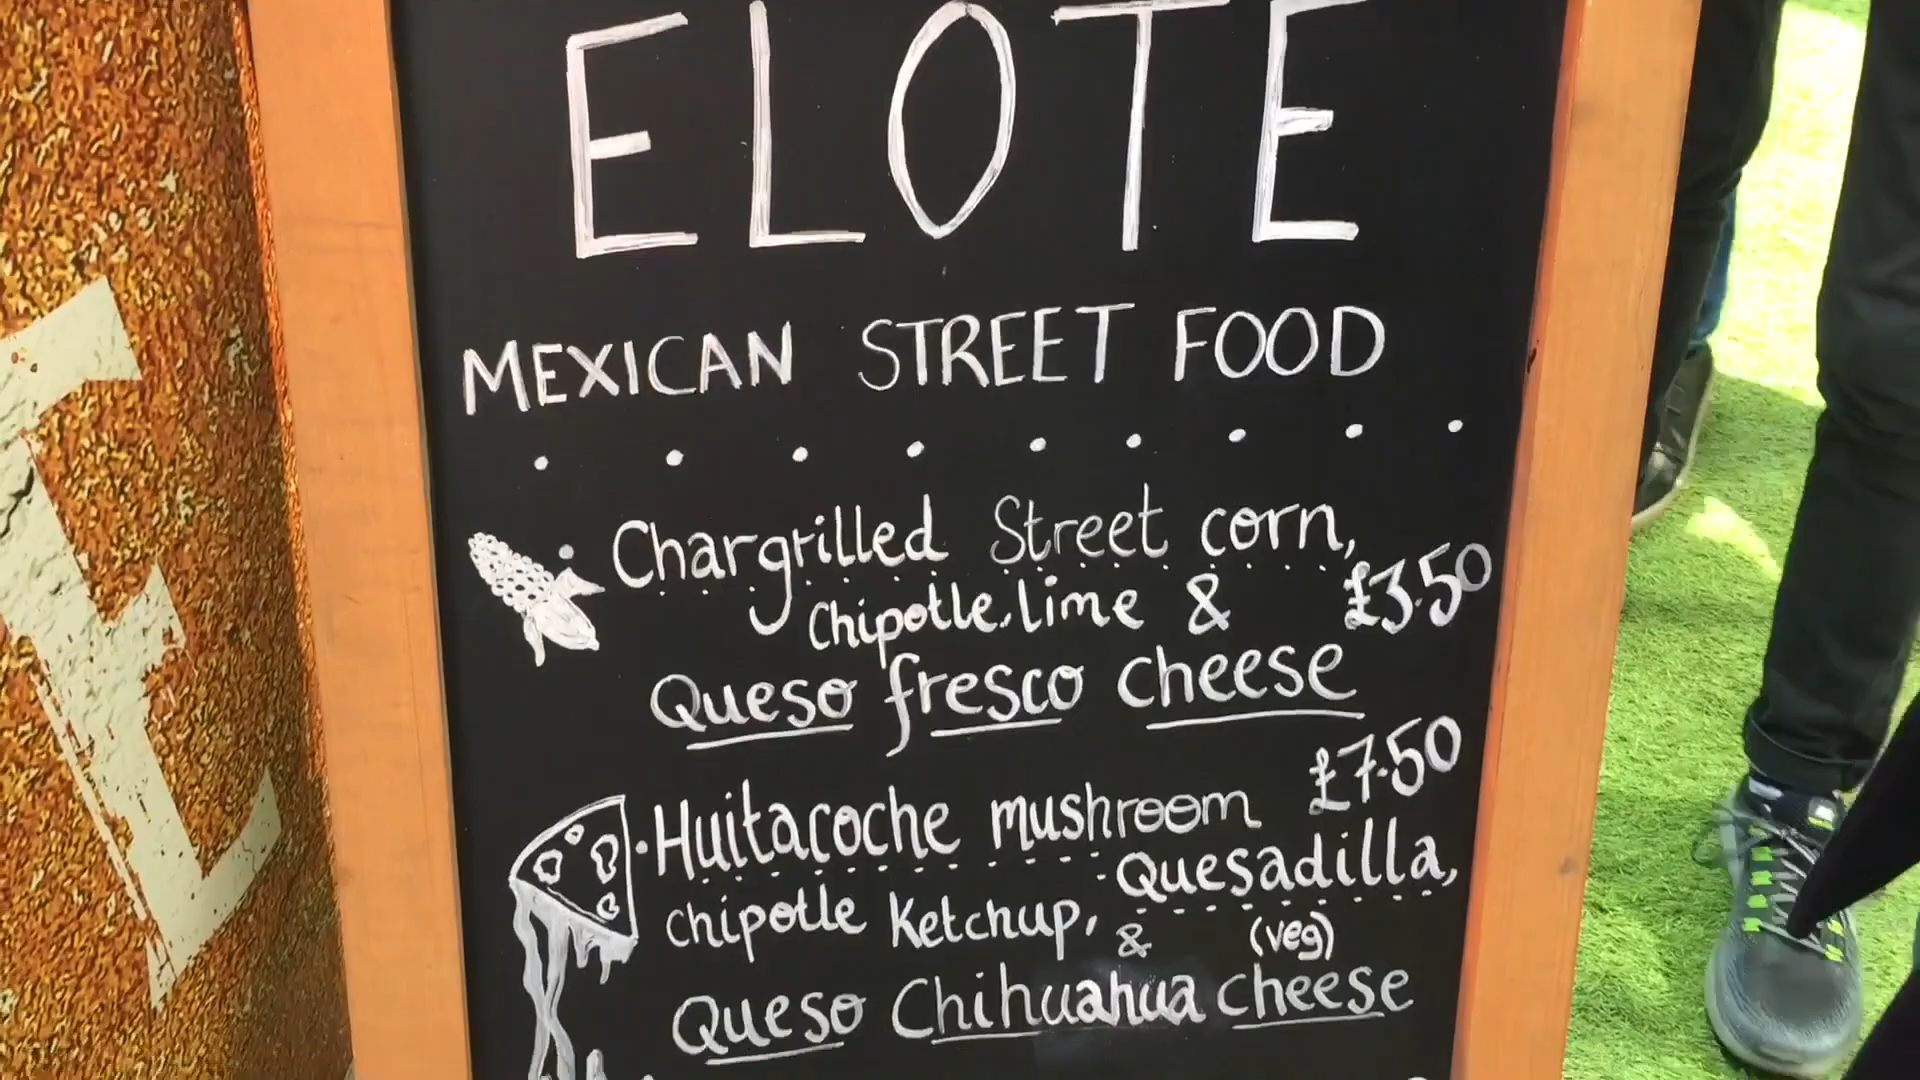 ELOTE
MEXICAN STREET FOOD
Chargrilled Street corn,
Chipotle, lime & £3.50
Queso fresco cheese
Huitacoche mushroom £7.50
Quesadilla,
chipotle Ketchup, & (veg)
Queso Chihuahua cheese